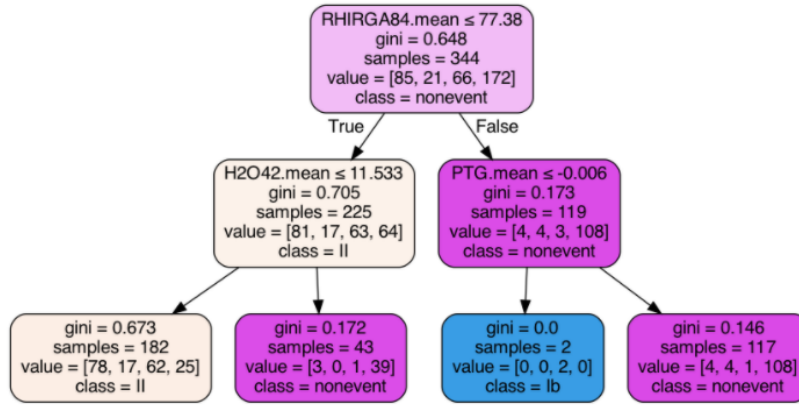 RHIRGA84.mean ≤ 77.38
gini = 0.648
samples = 344
value = [85, 21, 66, 172]
class = nonevent
True
False
H2O42.mean ≤ 11.533
gini = 0.705
samples = 225
value = [81, 17, 63, 64]
class = II
PTG.mean ≤ -0.006
gini = 0.173
samples = 119
value = [4, 4, 3, 108]
class = nonevent
gini = 0.673
samples = 182
value = [78, 17, 62, 25]
class = II
gini = 0.172
samples = 43
value = [3, 0, 1, 39]
class = nonevent
gini = 0.0
samples = 2
value = [0, 0, 2, 0]
class = Ib
gini = 0.146
samples = 117
value = [4, 4, 1, 108]
class = nonevent